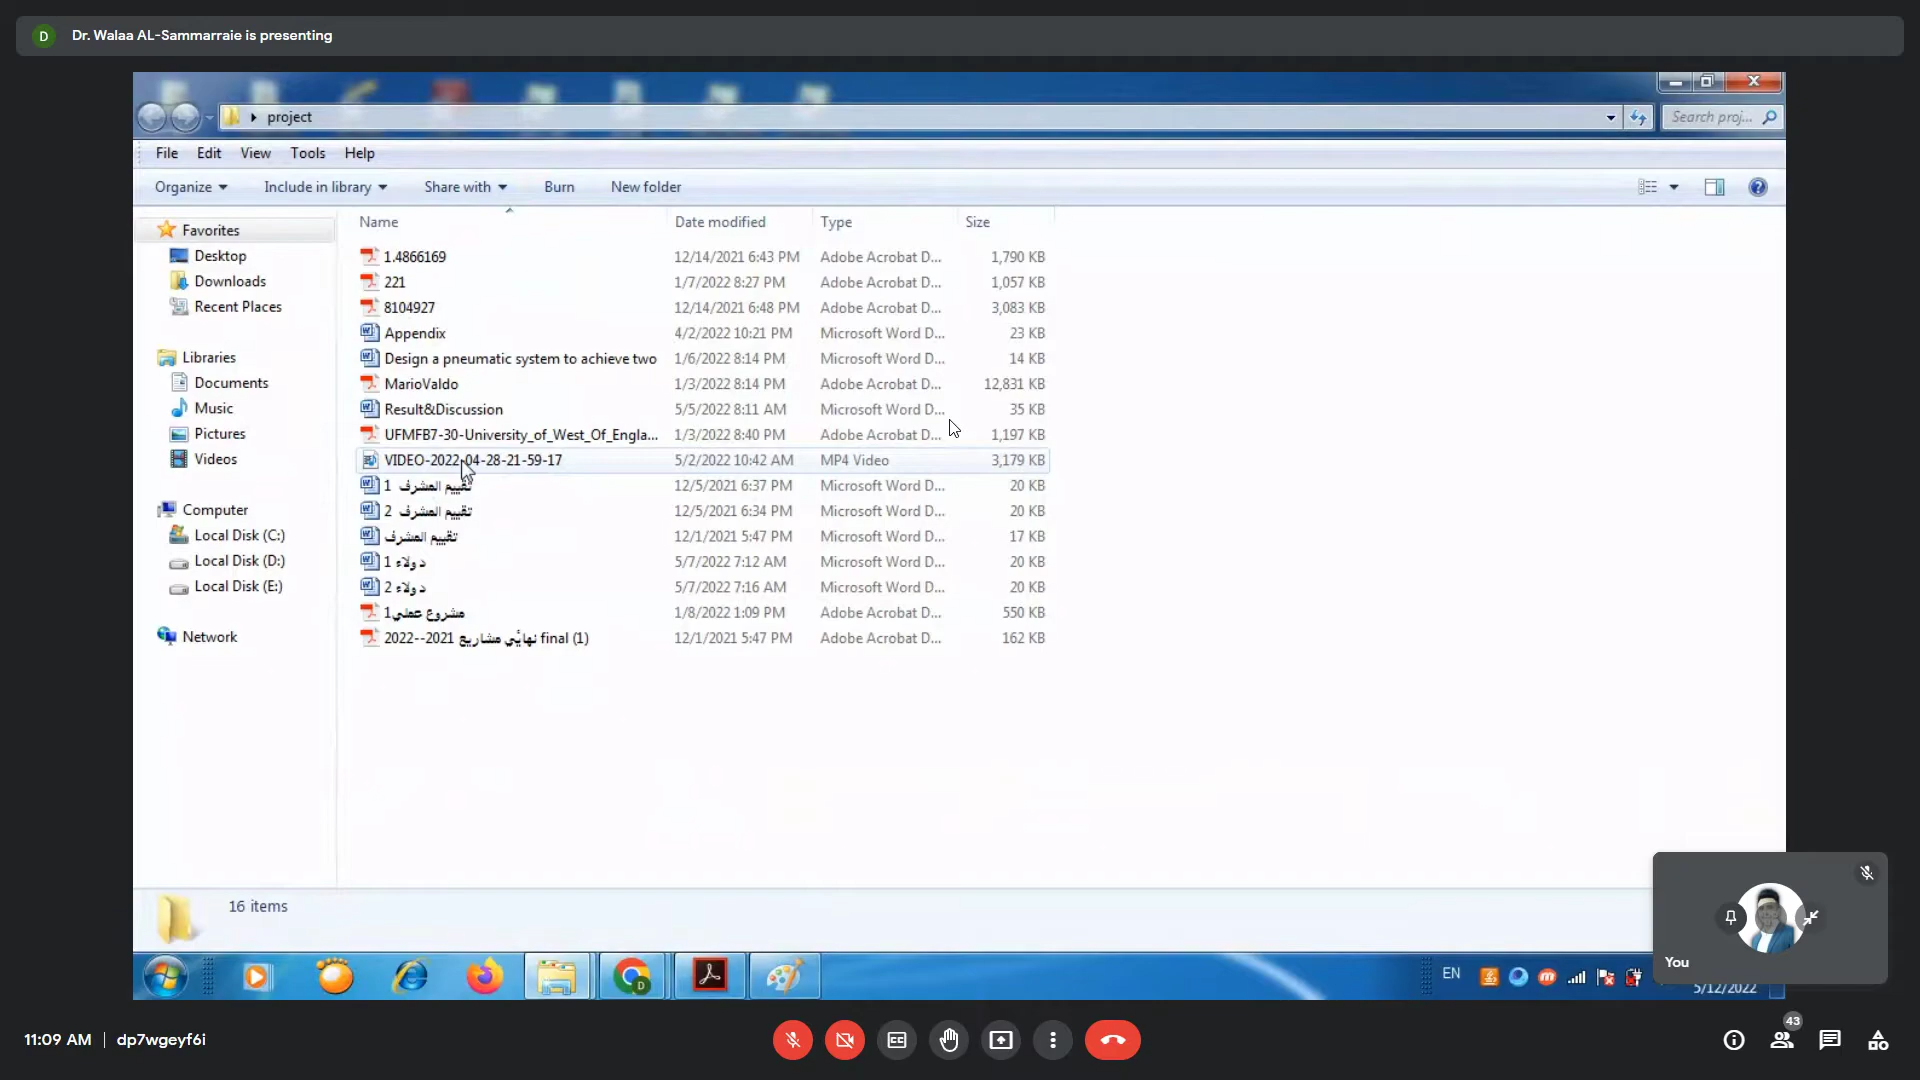 D Dr. Walaa AL-Sammarraie is presenting
project
Search proj...
File Edit View Tools Help
Organize Include in library Share with Burn New folder
Name Date modified Type Size
Favorites
Desktop
Downloads
Recent Places
Libraries
Documents
Music
Pictures
Videos
Computer
Local Disk (C:)
Local Disk (D:)
Local Disk (E:)
Network
1.4866169 12/14/2021 6:43 PM Adobe Acrobat D... 1,790 KB
221 1/7/2022 8:27 PM Adobe Acrobat D... 1,057 KB
8104927 12/14/2021 6:48 PM Adobe Acrobat D... 3,083 KB
Appendix 4/2/2022 10:21 PM Microsoft Word D... 23 KB
Design a pneumatic system to achieve two 1/6/2022 8:14 PM Microsoft Word D... 14 KB
MarioValdo 1/3/2022 8:14 PM Adobe Acrobat D... 12,831 KB
Result&Discussion 5/5/2022 8:11 AM Microsoft Word D... 35 KB
UFMFB7-30-University_of_West_Of_Engla... 1/3/2022 8:40 PM Adobe Acrobat D... 1,197 KB
VIDEO-2022-04-28-21-59-17 5/2/2022 10:42 AM MP4 Video 3,179 KB
تقييم المشرف 1 12/5/2021 6:37 PM Microsoft Word D... 20 KB
تقييم المشرف 2 12/5/2021 6:34 PM Microsoft Word D... 20 KB
تقييم المشرف 12/1/2021 5:47 PM Microsoft Word D... 17 KB
د ولاء 1 5/7/2022 7:12 AM Microsoft Word D... 20 KB
د ولاء 2 5/7/2022 7:16 AM Microsoft Word D... 20 KB
مشروع عملي1 1/8/2022 1:09 PM Adobe Acrobat D... 550 KB
2022--2021 نهائي مشاريع final (1) 12/1/2021 5:47 PM Adobe Acrobat D... 162 KB
16 items
You
EN
5/12/2022
11:09 AM | dp7wgeyf6i
43